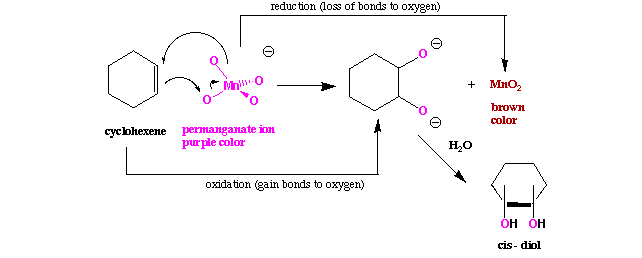 reduction (loss of bonds to oxygen)
O
Mn
O
O
O
cyclohexene
permanganate ion
purple color
O
O
+ MnO₂
brown
color
H₂O
oxidation (gain bonds to oxygen)
OH OH
cis - diol